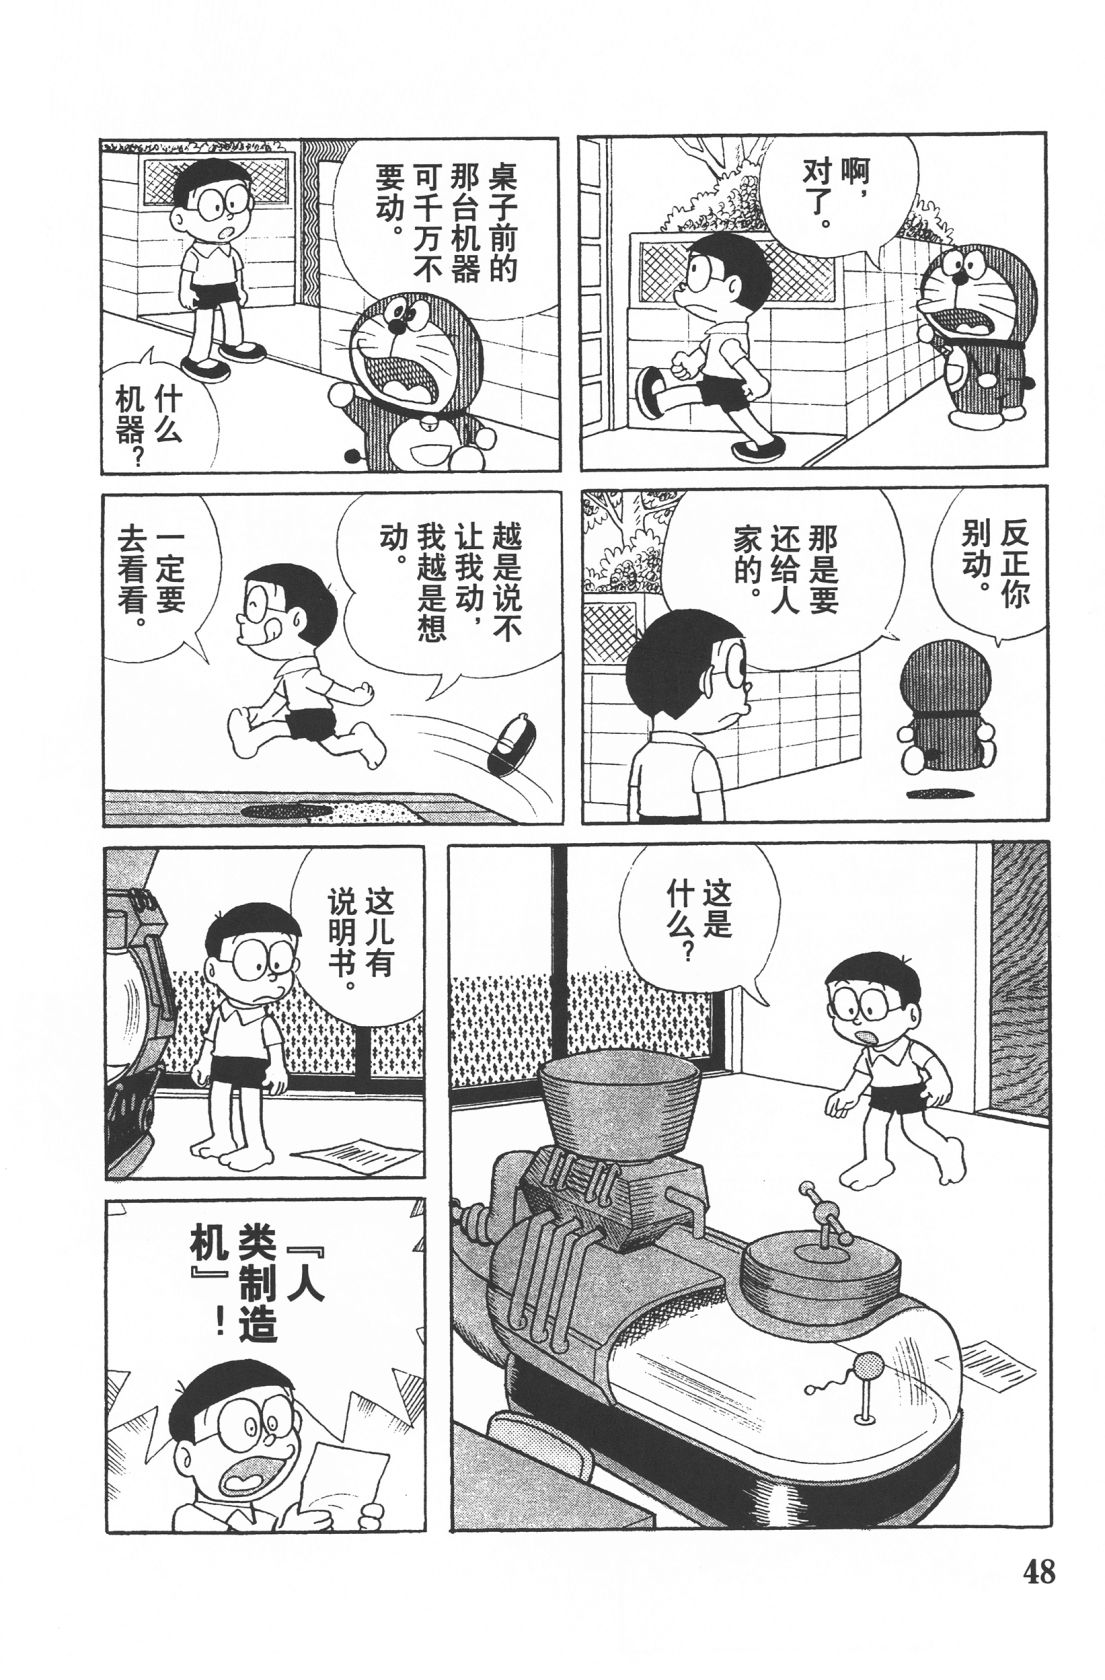 啊，
对了。
桌子前的
那台机器
可千万不
要动。
什么
机器？
反正你
别动。
那是要
还给人
家的。
越是说不
让我动，
我越是想
动。
一定要
去看看。
这是
什么？
这儿有
说明书。
『人
类制造
机』！
48